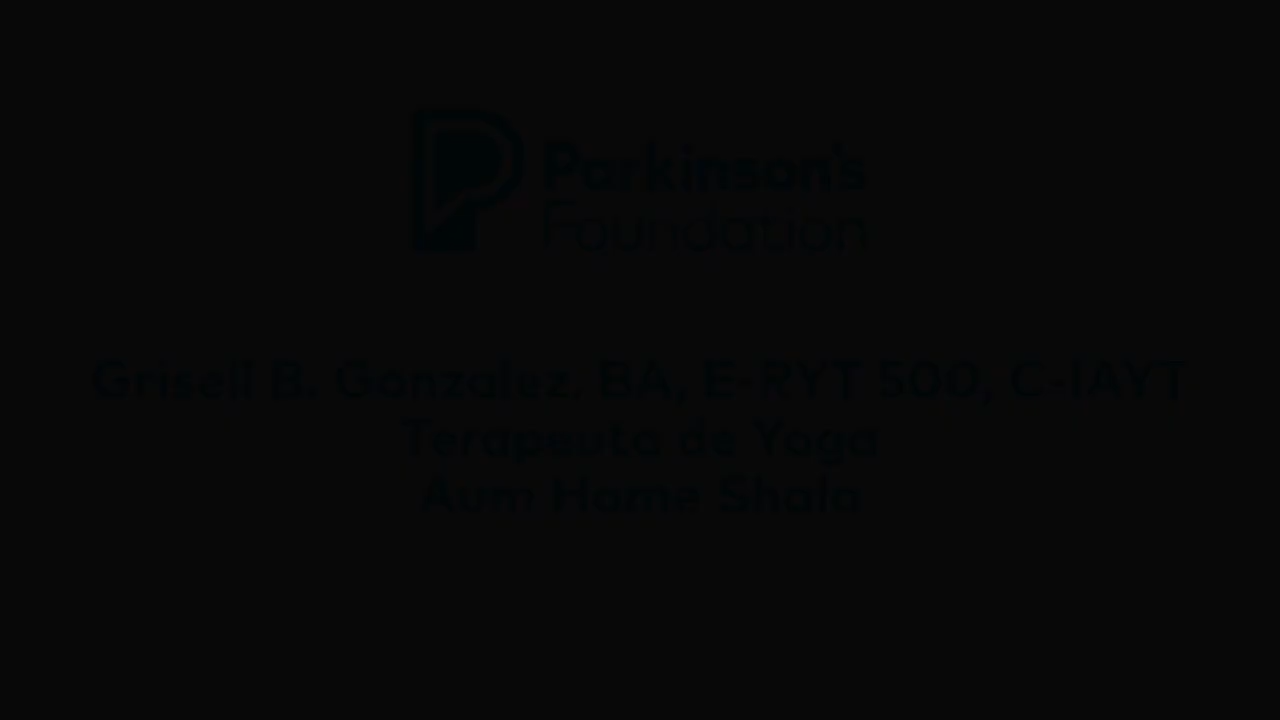 Parkinson's
Foundation
Grisell B. Gonzalez, BA, E-RYT 500, C-IAYT
Terapeuta de Yoga
Aum Home Shala